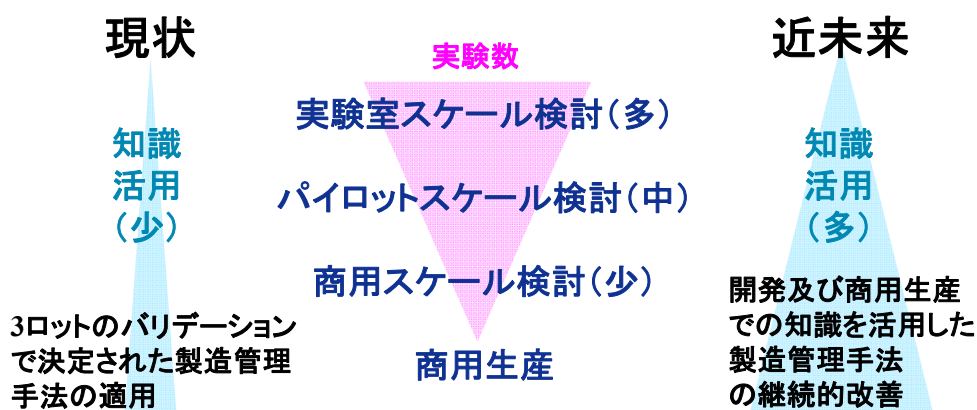 現状
知識
活用
（少）
3ロットのバリデーション
で決定された製造管理
手法の適用
実験数
実験室スケール検討（多）
パイロットスケール検討（中）
商用スケール検討（少）
商用生産
近未来
知識
活用
（多）
開発及び商用生産
での知識を活用した
製造管理手法
の継続的改善